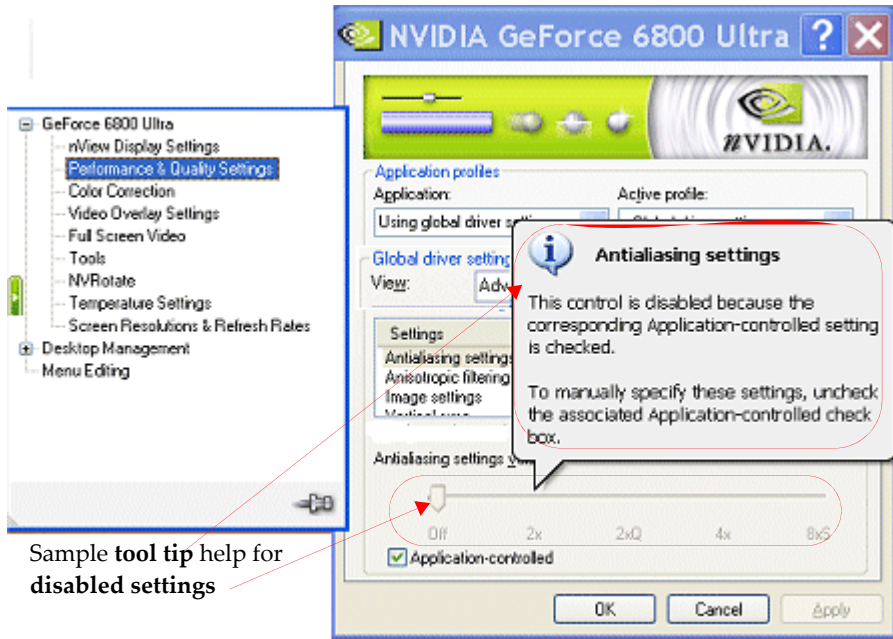 NVIDIA GeForce 6800 Ultra
nVIDIA.
GeForce 6800 Ultra
nView Display Settings
Performance & Quality Settings
Color Correction
Video Overlay Settings
Full Screen Video
Tools
NVRotate
Temperature Settings
Screen Resolutions & Refresh Rates
Desktop Management
Menu Editing
Application profiles
Application:
Active profile:
Using global driver
Global driver
View:
Settings
Antialiasing settings
Anisotropic filtering
Image settings
Antialiasing settings
Antialiasing settings
This control is disabled because the
corresponding Application-controlled setting
is checked.
To manually specify these settings, uncheck
the associated Application-controlled check
box.
Off 2x 2xQ 4x 8xS
Application-controlled
OK Cancel Apply
Sample tool tip help for
disabled settings